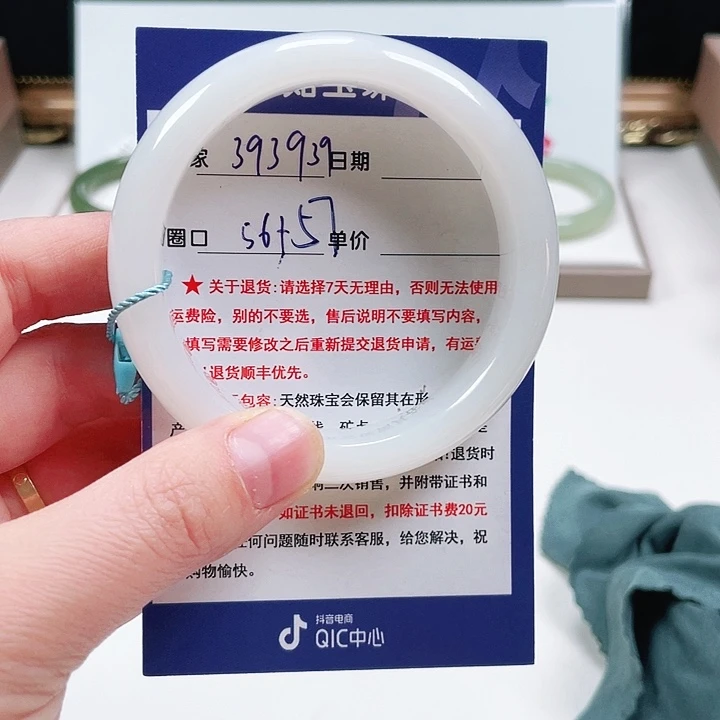 家 393939 日期
圈口 56+57 单价
★ 关于退货:请选择7天无理由，否则无法使用
运费险，别的不要选，售后说明不要填写内容，
填写需要修改之后重新提交退货申请，有运
退货顺丰优先。
包容:天然珠宝会保留其在形
产
:退货时
二次销售，并附带证书和
如证书未退回，扣除证书费20元
任何问题随时联系客服，给您解决，祝
购物愉快。
抖音电商
QIC中心